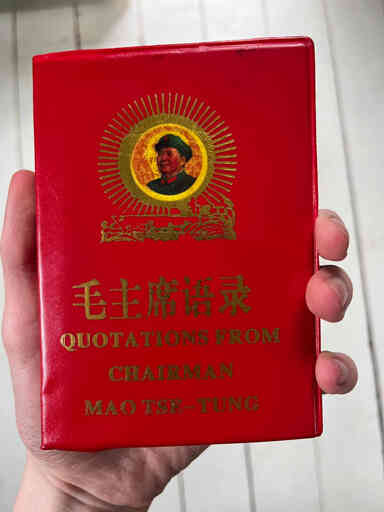 毛主席语录
QUOTATIONS FROM
CHAIRMAN
MAO TSE-TUNG